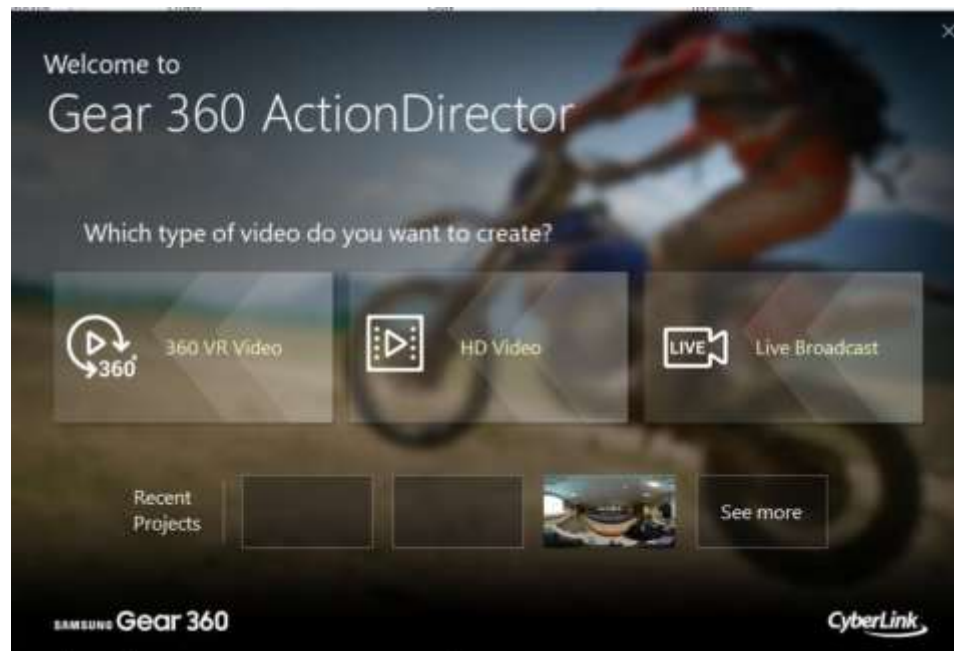 Welcome to
Gear 360 ActionDirector
Which type of video do you want to create?
360
360 VR Video
HD Video
LIVE
Live Broadcast
Recent
Projects
See more
SAMSUNG Gear 360
CyberLink